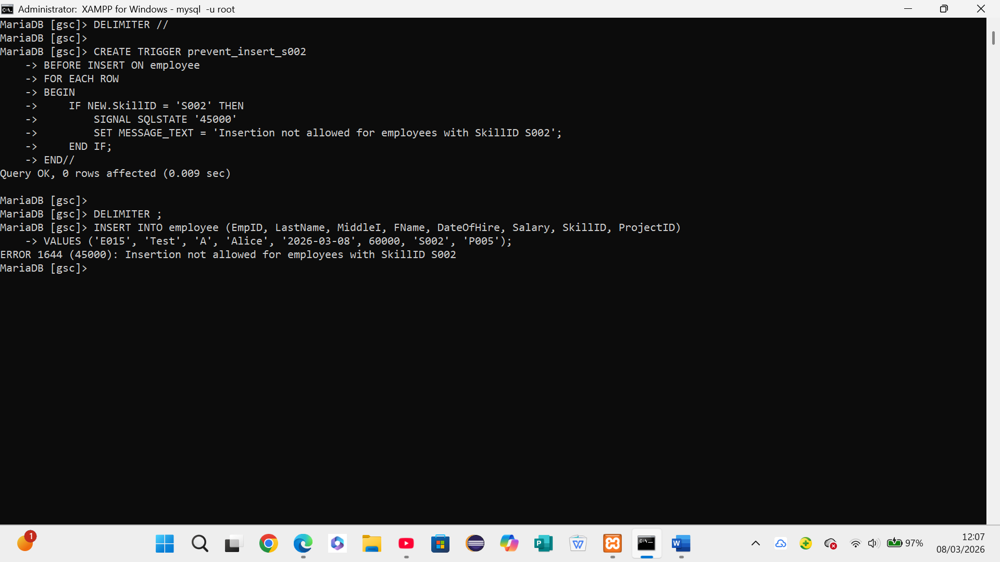 Administrator:  XAMPP for Windows - mysql  -u root
MariaDB [gsc]> DELIMITER //
MariaDB [gsc]>
MariaDB [gsc]> CREATE TRIGGER prevent_insert_s002
    -> BEFORE INSERT ON employee
    -> FOR EACH ROW
    -> BEGIN
    ->     IF NEW.SkillID = 'S002' THEN
    ->         SIGNAL SQLSTATE '45000'
    ->         SET MESSAGE_TEXT = 'Insertion not allowed for employees with SkillID S002';
    ->     END IF;
    -> END//
Query OK, 0 rows affected (0.009 sec)
MariaDB [gsc]>
MariaDB [gsc]> DELIMITER ;
MariaDB [gsc]> INSERT INTO employee (EmpID, LastName, MiddleI, FName, DateOfHire, Salary, SkillID, ProjectID)
    -> VALUES ('E015', 'Test', 'A', 'Alice', '2026-03-08', 60000, 'S002', 'P005');
ERROR 1644 (45000): Insertion not allowed for employees with SkillID S002
MariaDB [gsc]>
1
97%
12:07
08/03/2026